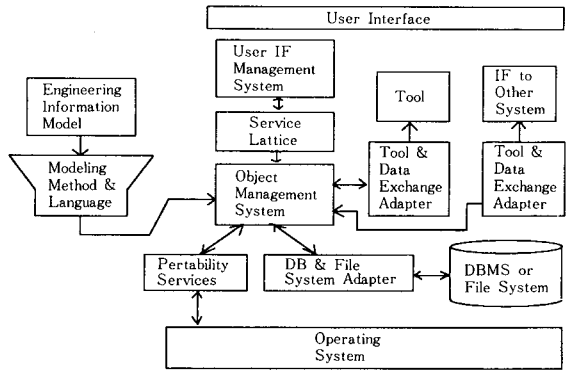 User Interface
User IF
Management
System
Engineering
Information
Model
Tool
IF to
Other
System
Service
Lattice
Modeling
Method &
Language
Object
Management
System
Tool &
Data
Exchange
Adapter
Tool &
Data
Exchange
Adapter
Pertability
Services
DB & File
System Adapter
DBMS or
File System
Operating
System